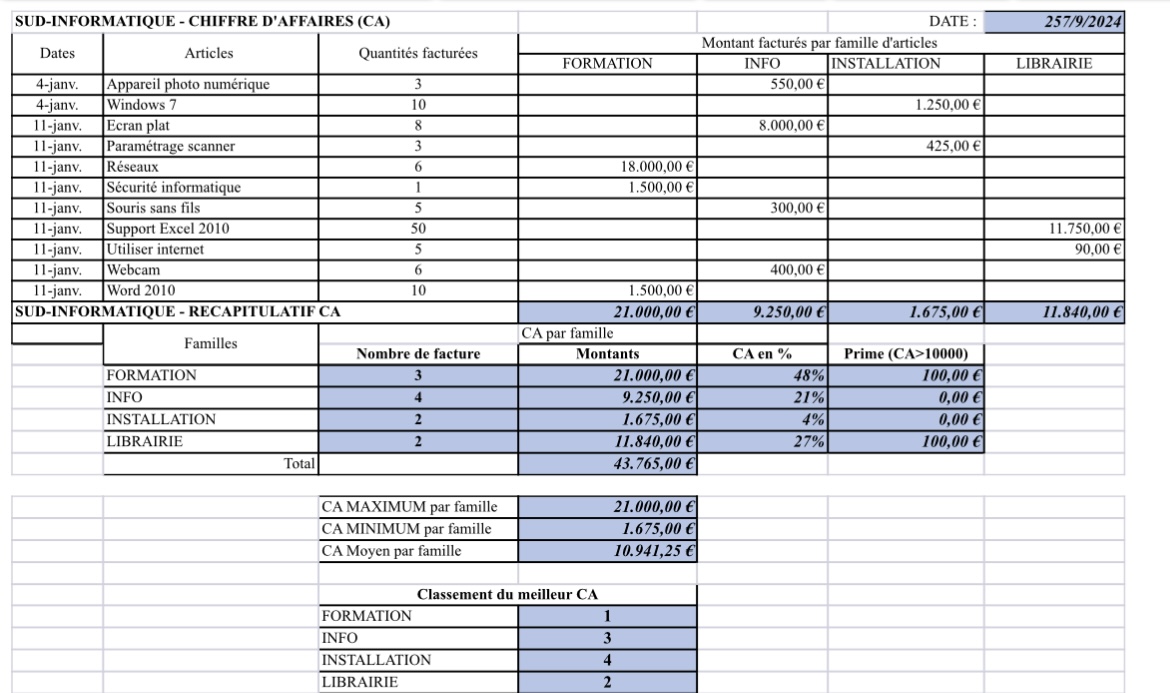 SUD-INFORMATIQUE - CHIFFRE D'AFFAIRES (CA) DATE : 257/9/2024
Dates Articles Quantités facturées Montant facturés par famille d'articles
FORMATION INFO INSTALLATION LIBRAIRIE
4-janv. Appareil photo numérique 3 550,00 €
4-janv. Windows 7 10 1.250,00 €
11-janv. Ecran plat 8 8.000,00 €
11-janv. Paramétrage scanner 3 425,00 €
11-janv. Réseaux 6 18.000,00 €
11-janv. Sécurité informatique 1 1.500,00 €
11-janv. Souris sans fils 5 300,00 €
11-janv. Support Excel 2010 50 11.750,00 €
11-janv. Utiliser internet 5 90,00 €
11-janv. Webcam 6 400,00 €
11-janv. Word 2010 10 1.500,00 €
SUD-INFORMATIQUE - RECAPITULATIF CA 21.000,00 € 9.250,00 € 1.675,00 € 11.840,00 €
Familles CA par famille
Nombre de facture Montants CA en % Prime (CA>10000)
FORMATION 3 21.000,00 € 48% 100,00 €
INFO 4 9.250,00 € 21% 0,00 €
INSTALLATION 2 1.675,00 € 4% 0,00 €
LIBRAIRIE 2 11.840,00 € 27% 100,00 €
Total 43.765,00 €
CA MAXIMUM par famille 21.000,00 €
CA MINIMUM par famille 1.675,00 €
CA Moyen par famille 10.941,25 €
Classement du meilleur CA
FORMATION 1
INFO 3
INSTALLATION 4
LIBRAIRIE 2